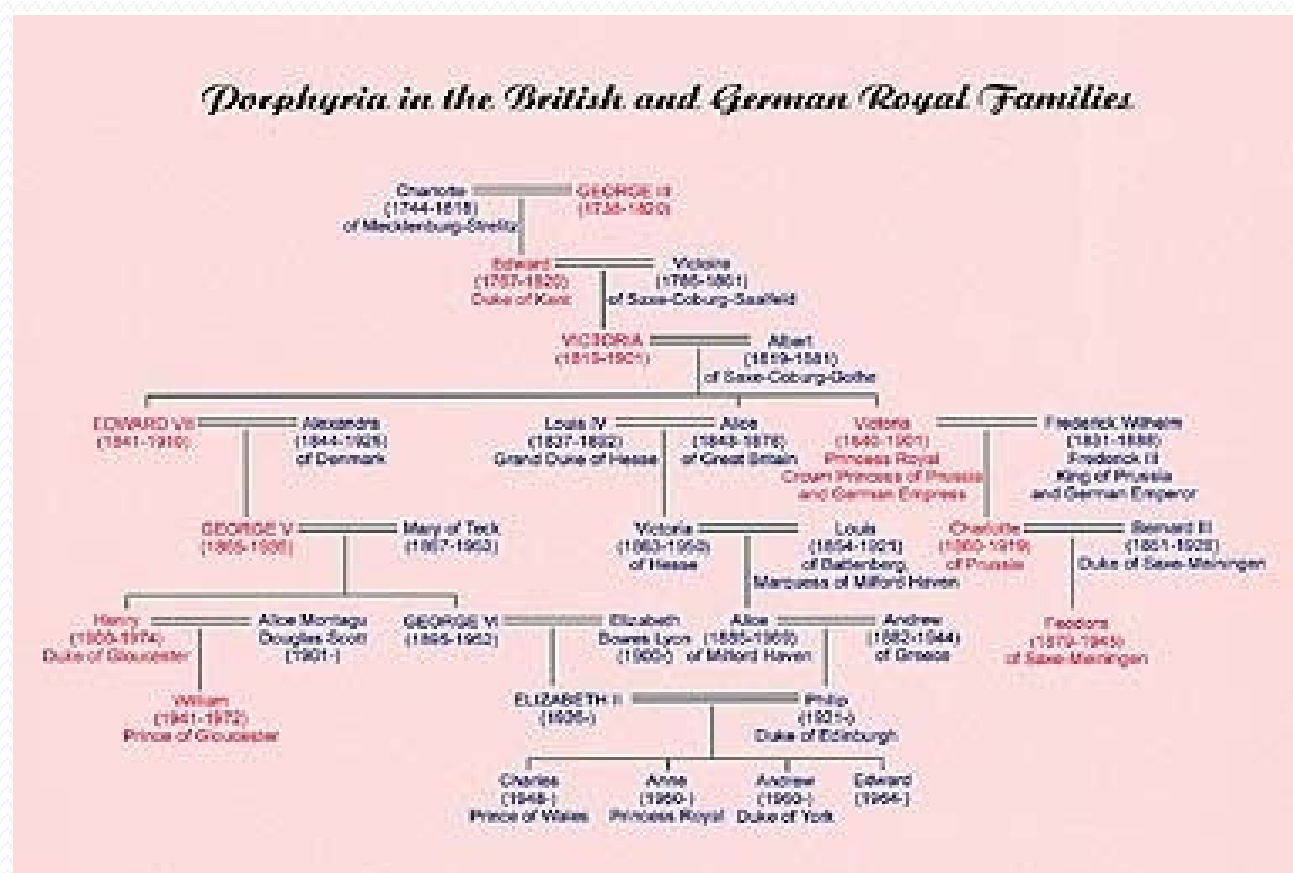 Porphyria in the British and German Royal Families
Charlotte GEORGE III
(1744-1818) (1738-1820)
of Mecklenburg-Strelitz
Edward Victoria
(1767-1820) (1786-1861)
Duke of Kent of Saxe-Coburg-Saalfeld
VICTORIA Albert
(1819-1901) (1819-1861)
of Saxe-Coburg-Gotha
EDWARD VII Alexandra Louis IV Alice Victoria Frederick Wilhelm
(1841-1910) (1844-1925) (1837-1892) (1843-1878) (1840-1901) (1831-1888)
of Denmark Grand Duke of Hesse of Great Britain Princess Royal Frederick III
Crown Princess of Prussia King of Prussia
and German Empress and German Emperor
GEORGE V Mary of Teck Victoria Louis Charlotte Bernard III
(1867-1953) (1863-1950) (1854-1921) (1860-1919) (1851-1928)
of Hesse of Battenberg, of Prussia Duke of Saxe-Meiningen
Marquess of Milford Haven
Henry Alice Montagu GEORGE VI Elizabeth Alice Andrew Feodora
(1900-1974) Douglas Scott (1895-1952) Bowes Lyon (1885-1969) (1882-1944) (1879-1945)
Duke of Gloucester (1901-) (1900-) of Milford Haven of Greece of Saxe-Meiningen
William ELIZABETH II Philip
(1941-1972) (1926-) (1921-)
Prince of Gloucester Duke of Edinburgh
Charles Anne Andrew Edward
(1948-) (1950-) (1960-) (1964-)
Prince of Wales Princess Royal Duke of York